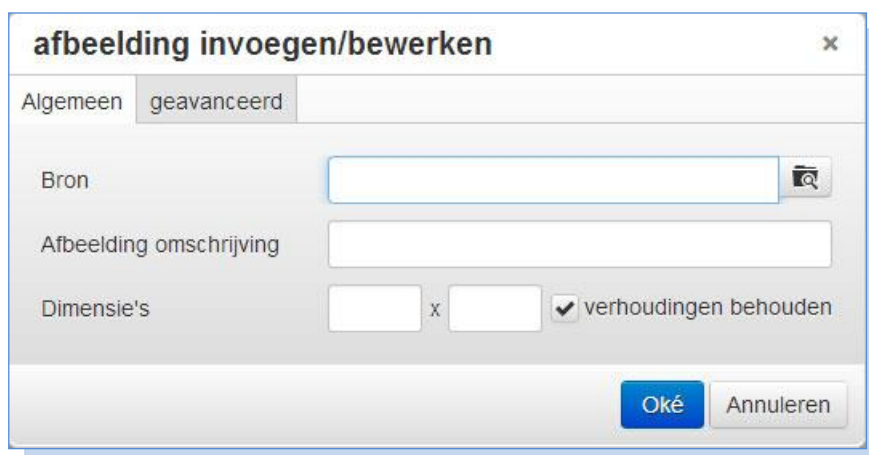 afbeelding invoegen/bewerken ×
Algemeen geavanceerd
Bron
Afbeelding omschrijving
Dimensie's x verhoudingen behouden
Oké Annuleren